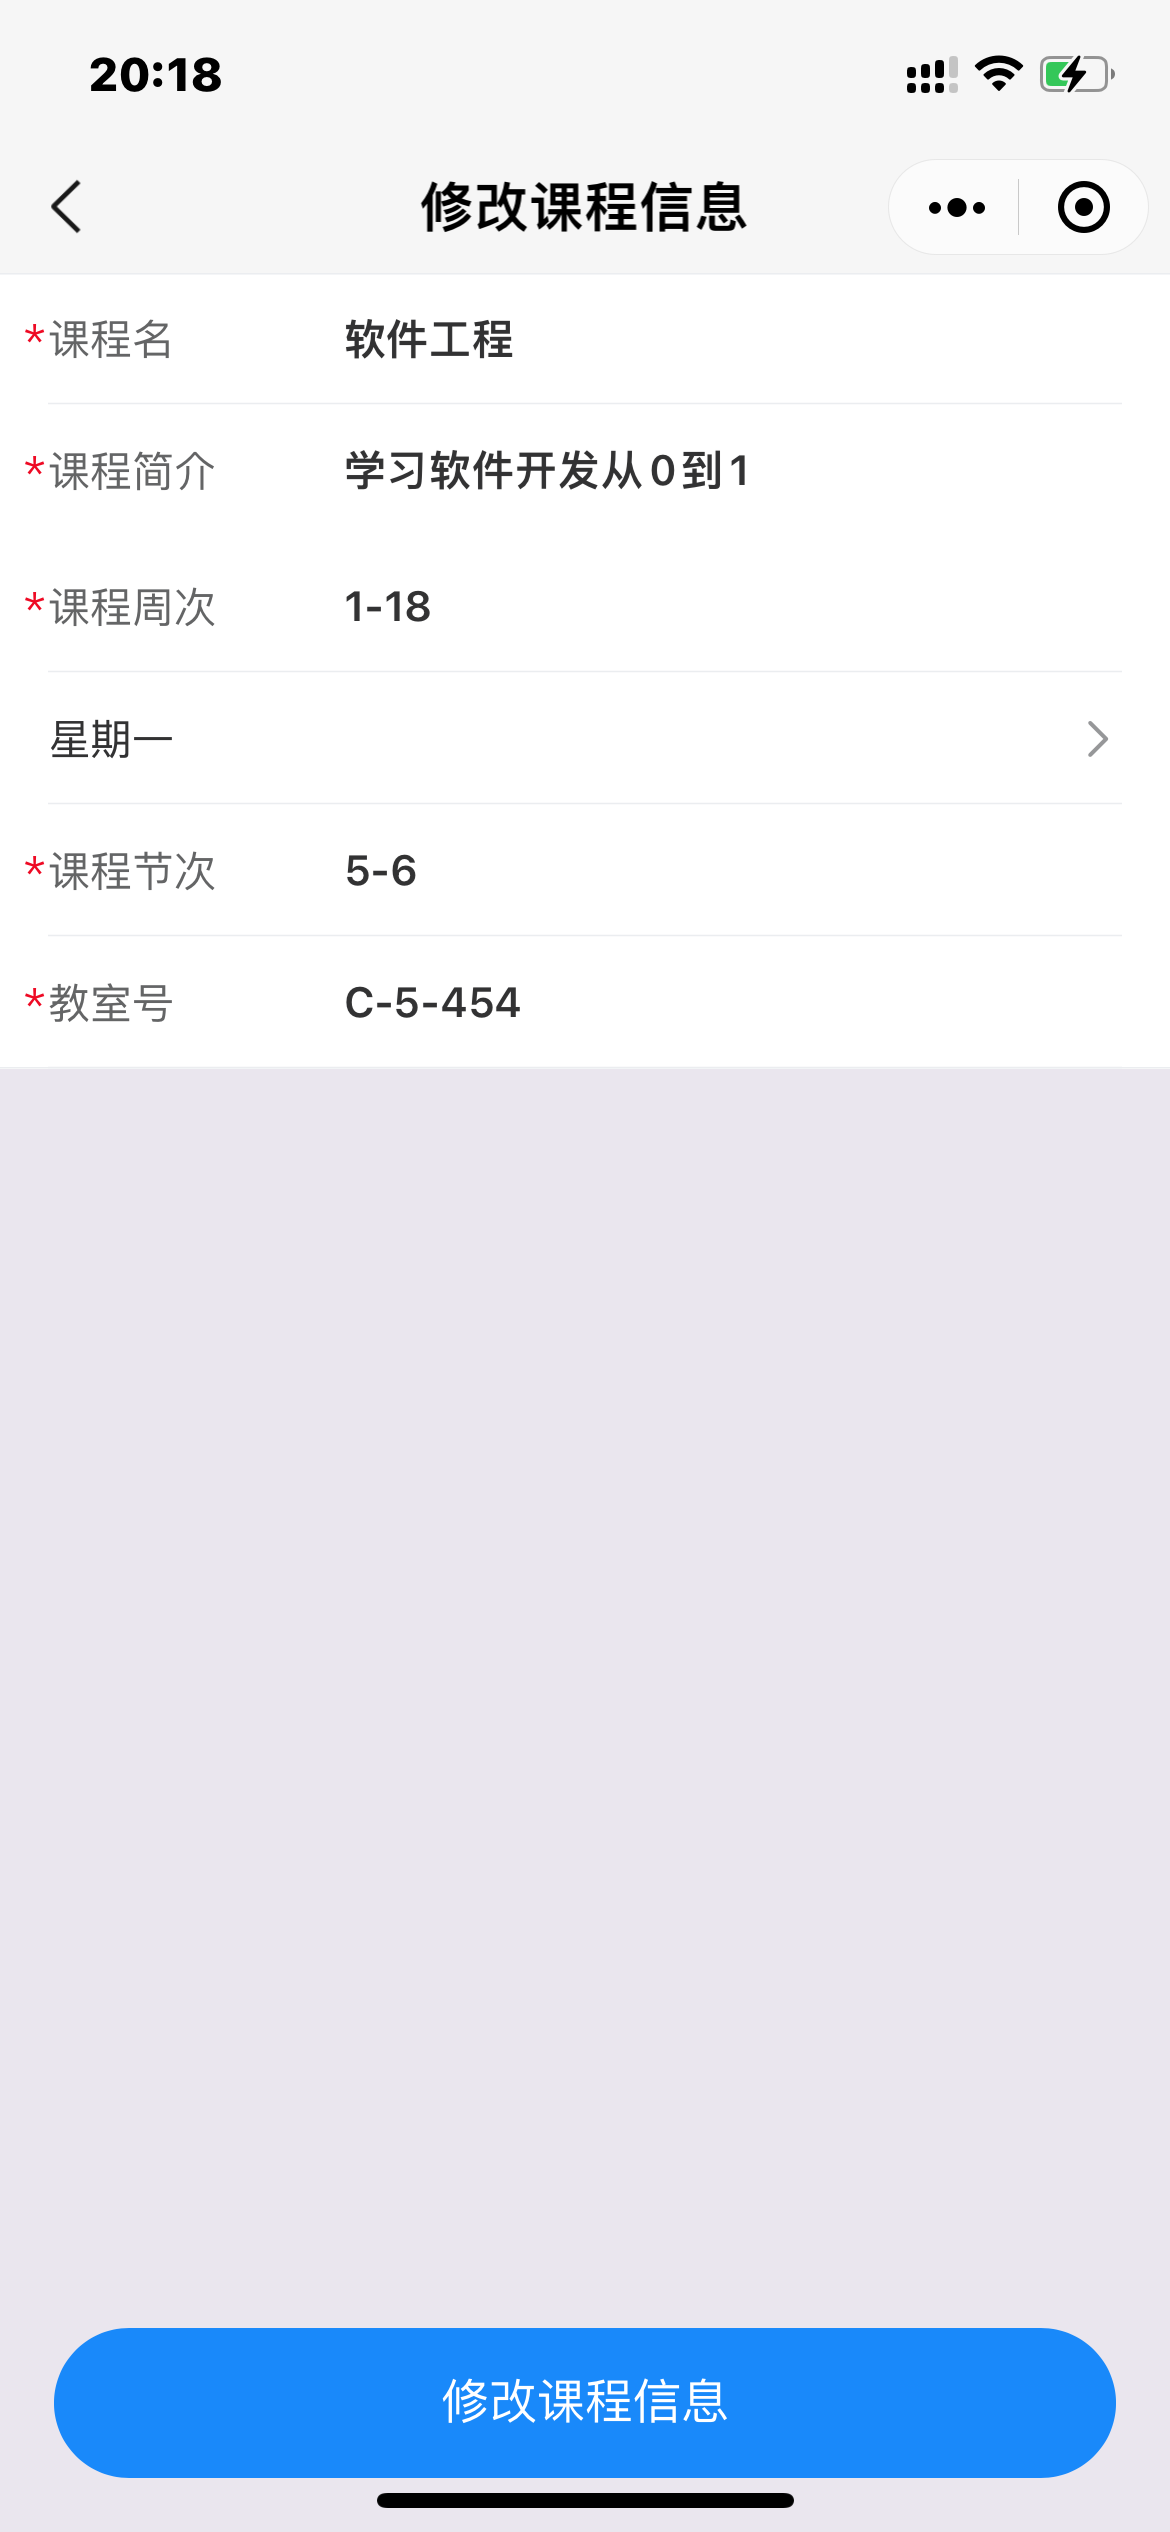 20:18
修改课程信息
*课程名 软件工程
*课程简介 学习软件开发从0到1
*课程周次 1-18
星期一
*课程节次 5-6
*教室号 C-5-454
修改课程信息